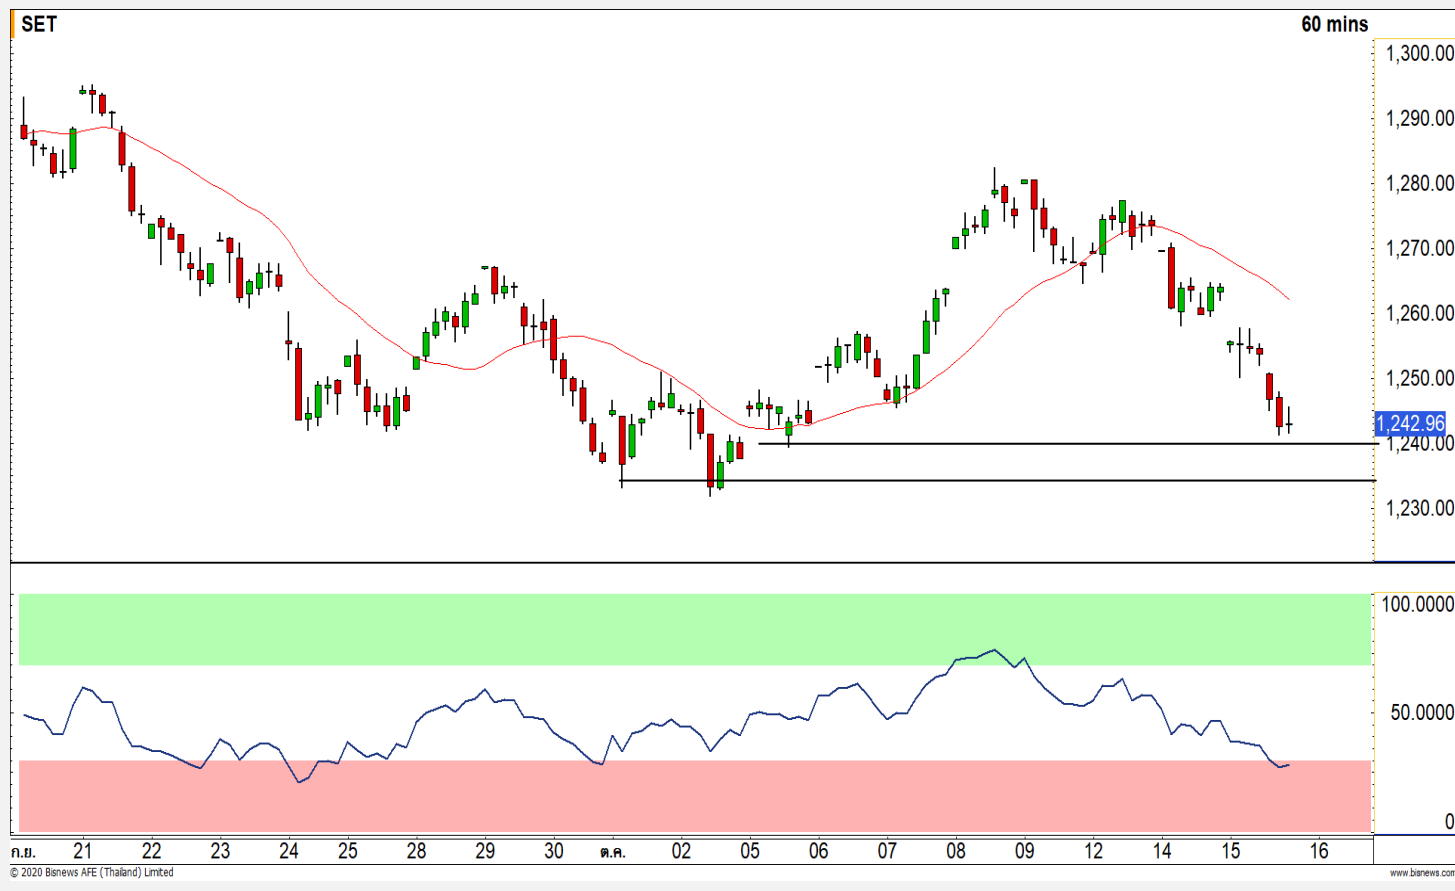 SET
60 mins
1,300.00
1,290.00
1,280.00
1,270.00
1,260.00
1,250.00
1,242.96
1,240.00
1,230.00
100.0000
50.0000
0
ก.ย. 21 22 23 24 25 28 29 30 ต.ค. 02 05 06 07 08 09 12 14 15 16
© 2020 Bisnews AFE (Thailand) Limited
www.bisnews.com